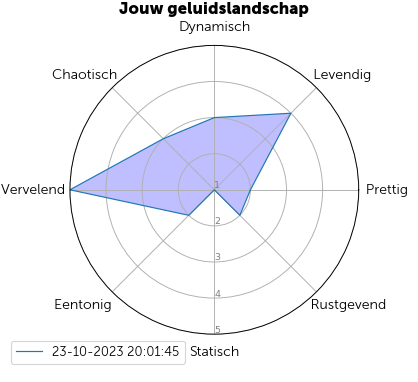 Jouw geluidslandschap
Dynamisch
Chaotisch
Levendig
Vervelend
Prettig
1
2
3
4
5
Eentonig
Rustgevend
23-10-2023 20:01:45
Statisch